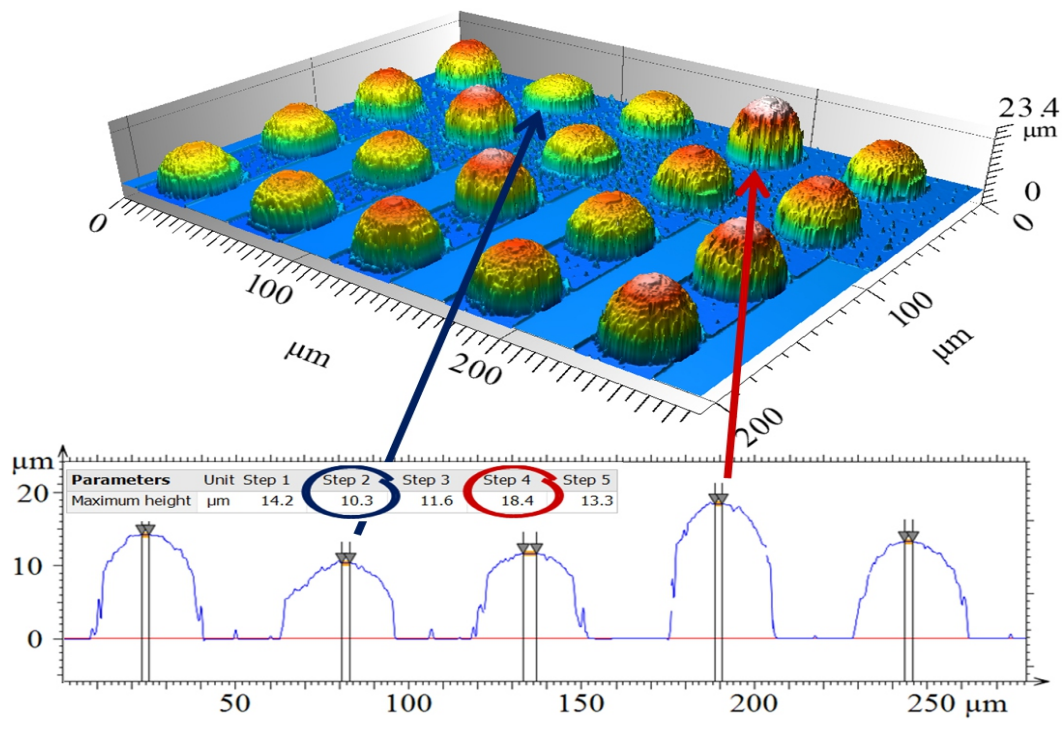 23.4
μm
0
0
0
100
100
μm
μm
200
200
μm
Parameters Unit Step 1 Step 2 Step 3 Step 4 Step 5
Maximum height μm 14.2 10.3 11.6 18.4 13.3
20
10
0
50 100 150 200 250 μm